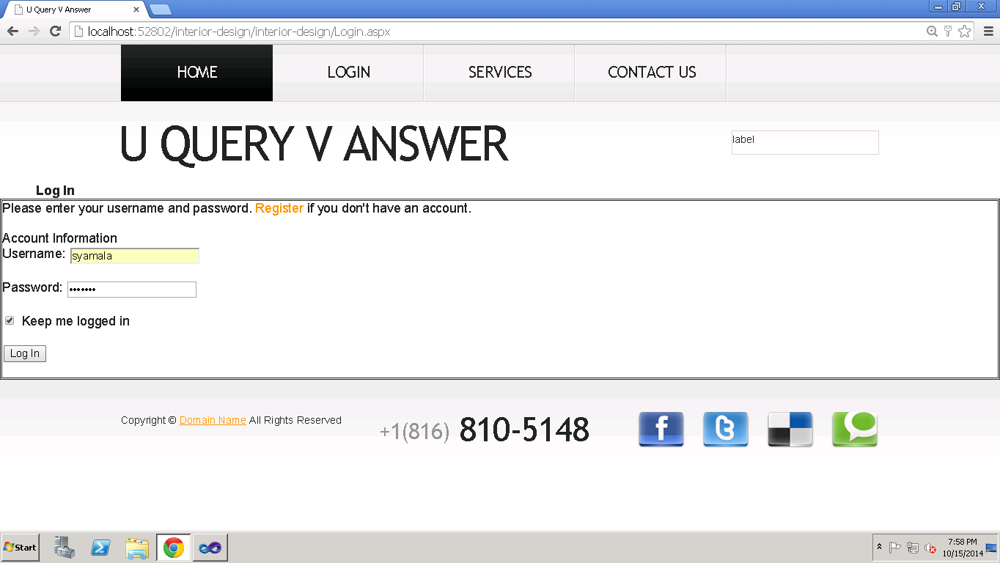 U Query V Answer
localhost:52802/interior-design/interior-design/Login.aspx
HOME LOGIN SERVICES CONTACT US
U QUERY V ANSWER
label
Log In
Please enter your username and password. Register if you don't have an account.
Account Information
Username: syamala
Password: •••••••
Keep me logged in
Log In
Copyright © Domain Name All Rights Reserved
+1(816) 810-5148
Start
7:58 PM
10/15/2014